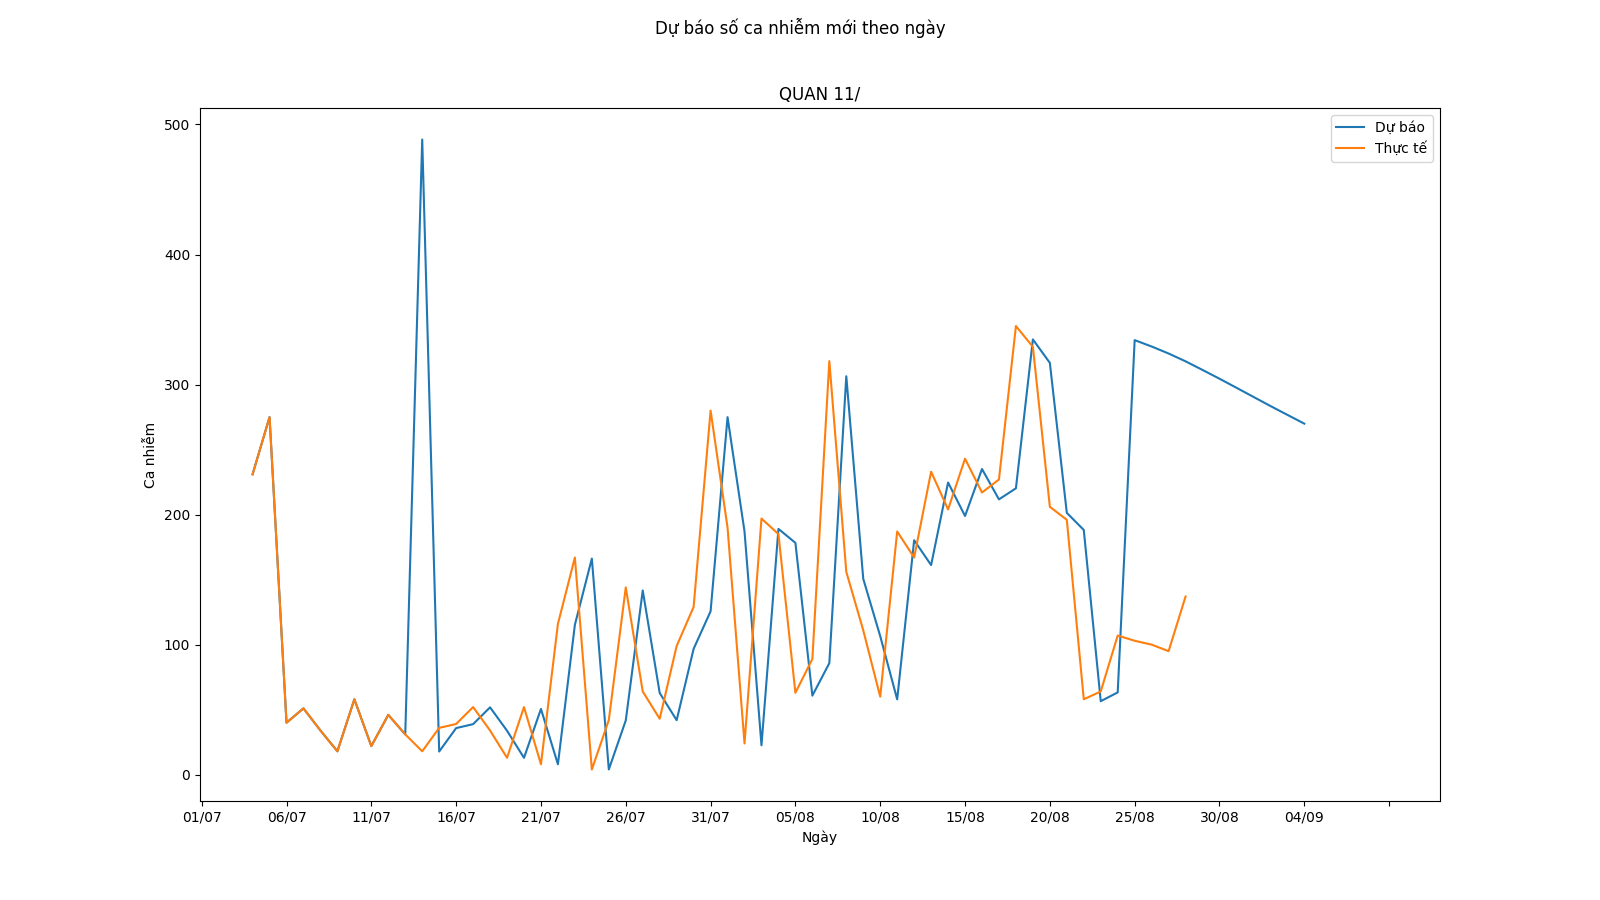 Dự báo số ca nhiễm mới theo ngày
QUAN 11/
Dự báo
Thực tế
500
400
300
200
100
0
Ca nhiễm
01/07 06/07 11/07 16/07 21/07 26/07 31/07 05/08 10/08 15/08 20/08 25/08 30/08 04/09
Ngày